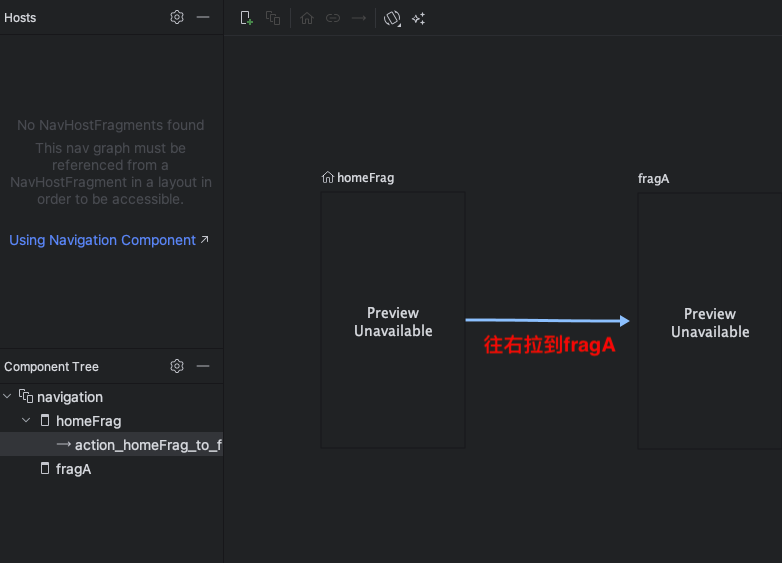 Hosts
No NavHostFragments found
This nav graph must be
referenced from a
NavHostFragment in a layout in
order to be accessible.
Using Navigation Component
homeFrag
fragA
Preview
Unavailable
Preview
Unavailable
往右拉到fragA
Component Tree
navigation
homeFrag
action_homeFrag_to_f
fragA